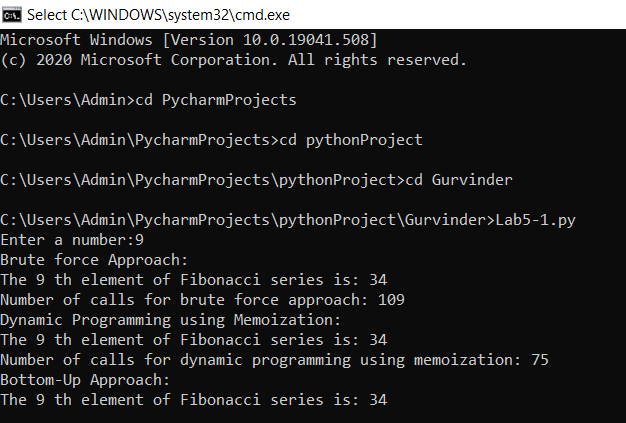 Select C:\WINDOWS\system32\cmd.exe
Microsoft Windows [Version 10.0.19041.508]
(c) 2020 Microsoft Corporation. All rights reserved.
C:\Users\Admin>cd PycharmProjects
C:\Users\Admin\PycharmProjects>cd pythonProject
C:\Users\Admin\PycharmProjects\pythonProject>cd Gurvinder
C:\Users\Admin\PycharmProjects\pythonProject\Gurvinder>Lab5-1.py
Enter a number:9
Brute force Approach:
The 9 th element of Fibonacci series is: 34
Number of calls for brute force approach: 109
Dynamic Programming using Memoization:
The 9 th element of Fibonacci series is: 34
Number of calls for dynamic programming using memoization: 75
Bottom-Up Approach:
The 9 th element of Fibonacci series is: 34